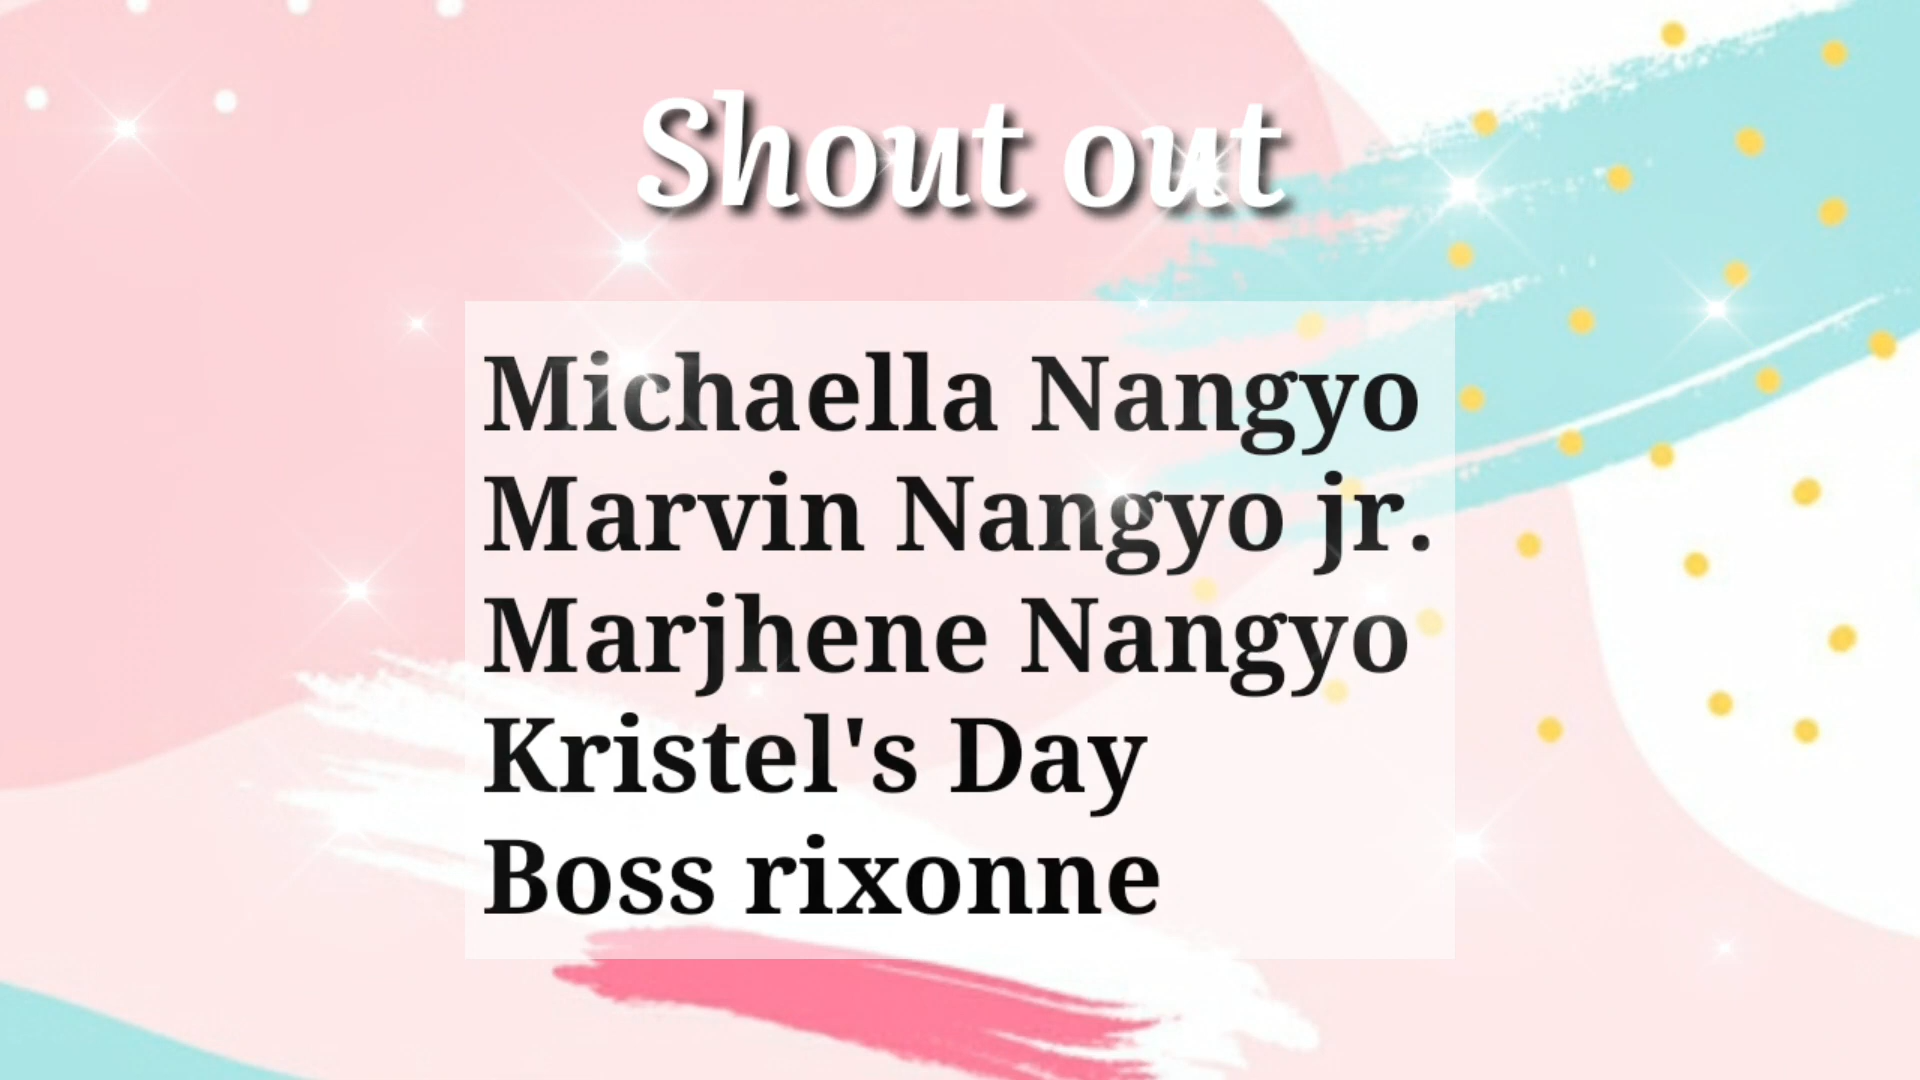 Shout out
Michaella Nangyo
Marvin Nangyo jr.
Marjhene Nangyo
Kristel's Day
Boss rixonne